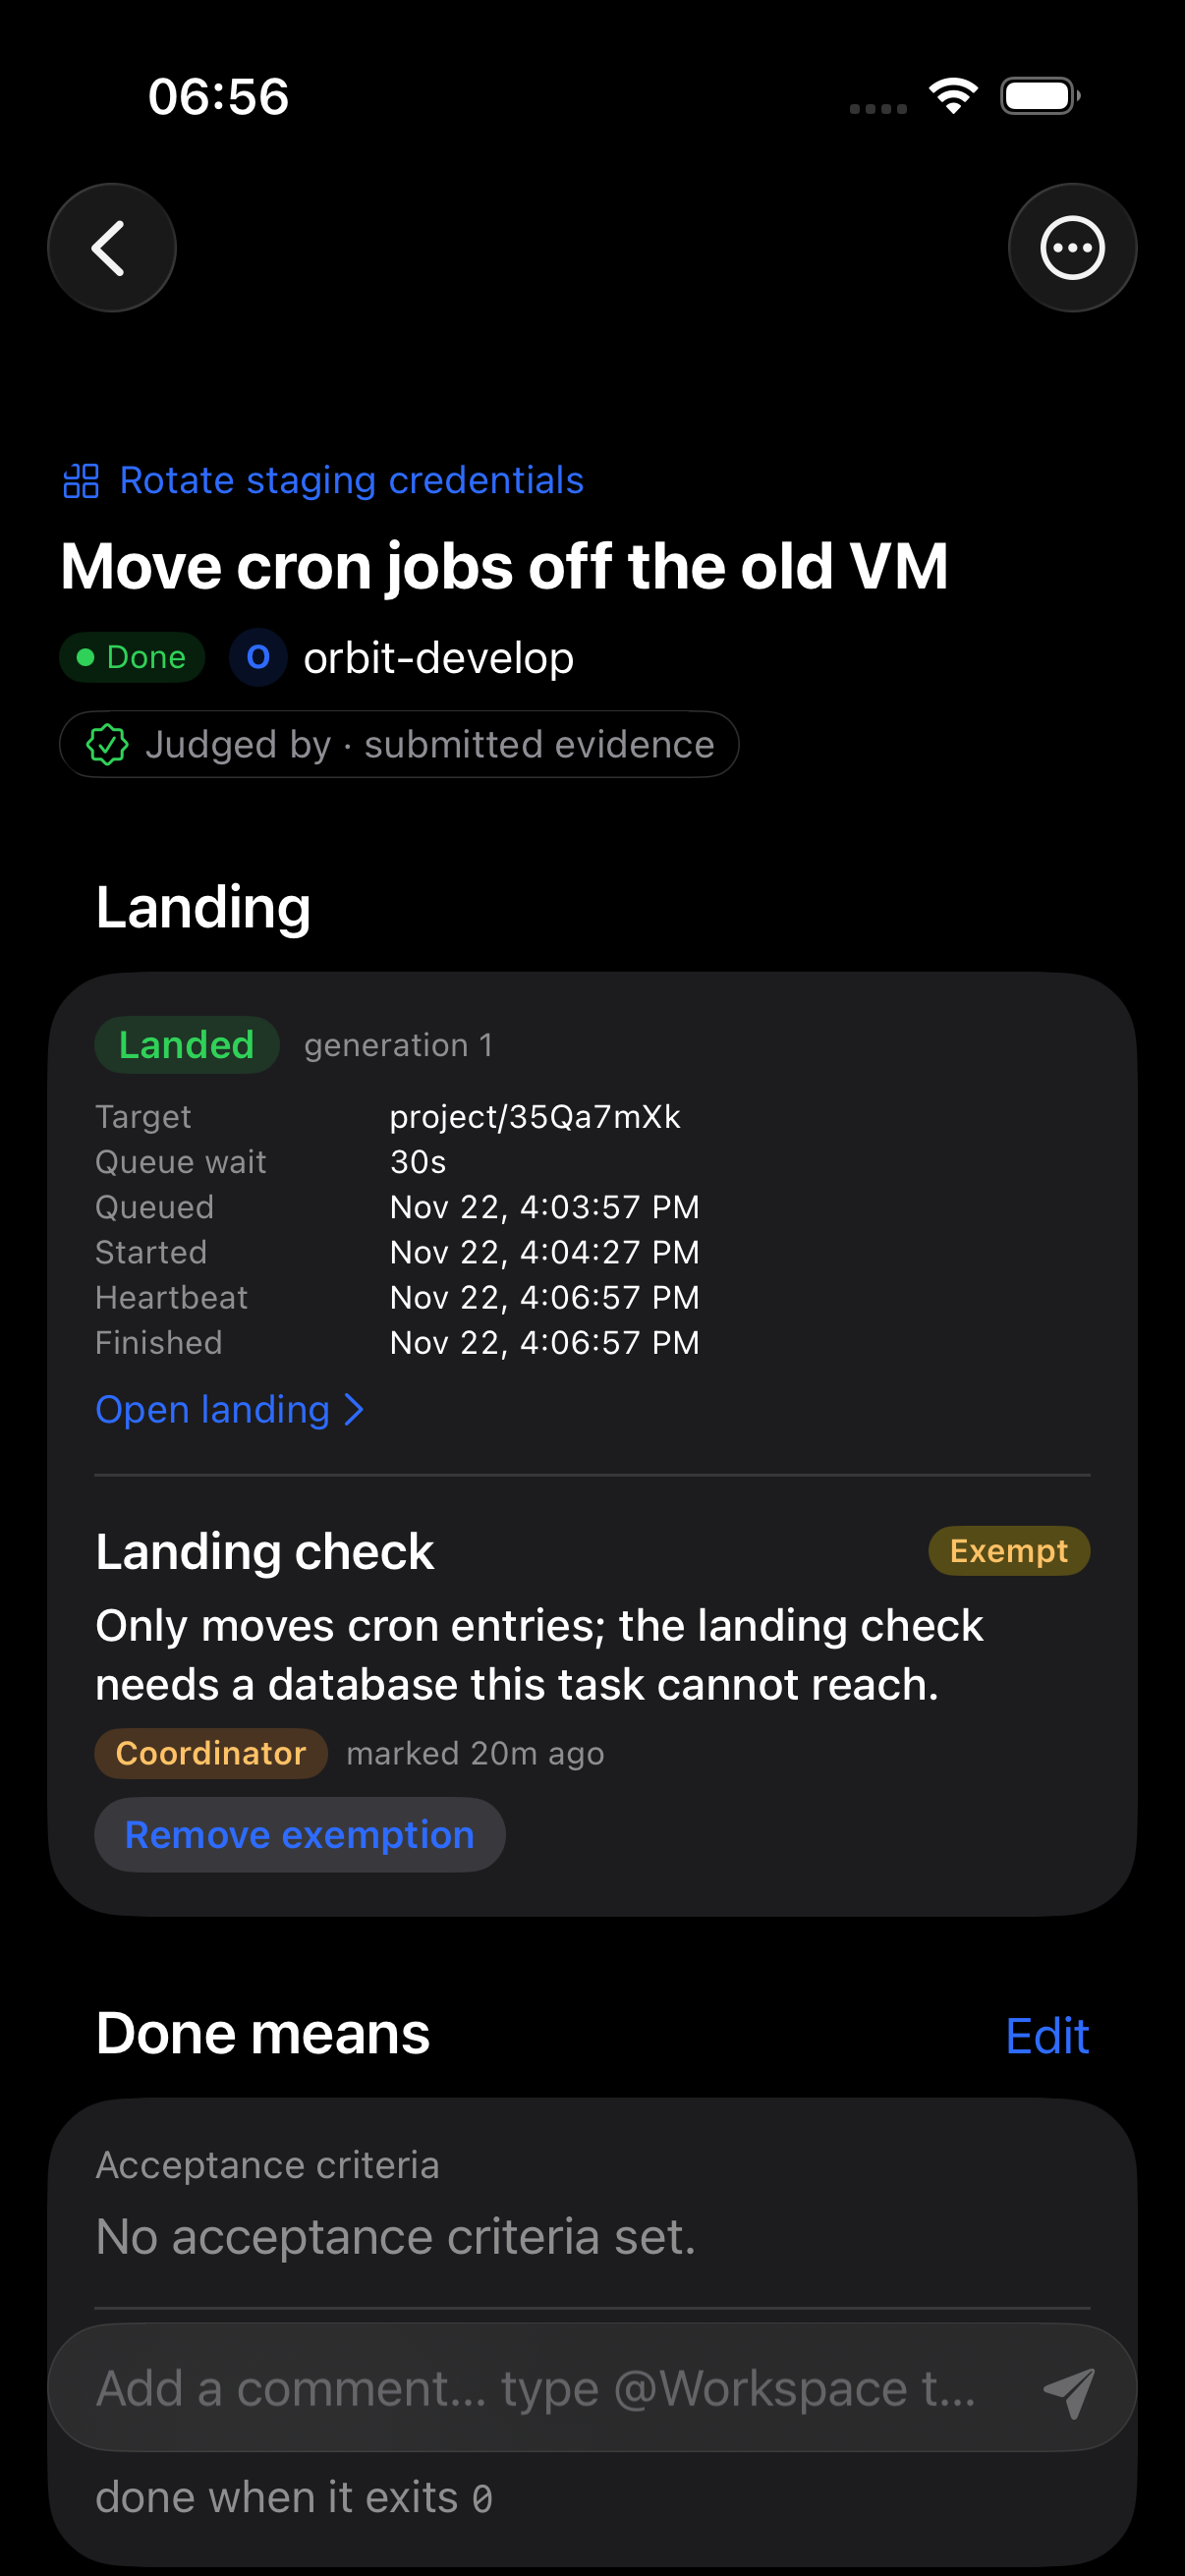 06:56
Rotate staging credentials
Move cron jobs off the old VM
Done O orbit-develop
Judged by · submitted evidence
Landing
Landed generation 1
Target project/35Qa7mXk
Queue wait 30s
Queued Nov 22, 4:03:57 PM
Started Nov 22, 4:04:27 PM
Heartbeat Nov 22, 4:06:57 PM
Finished Nov 22, 4:06:57 PM
Open landing
Landing check Exempt
Only moves cron entries; the landing check
needs a database this task cannot reach.
Coordinator marked 20m ago
Remove exemption
Done means Edit
Acceptance criteria
No acceptance criteria set.
Add a comment... type @Workspace t...
done when it exits 0